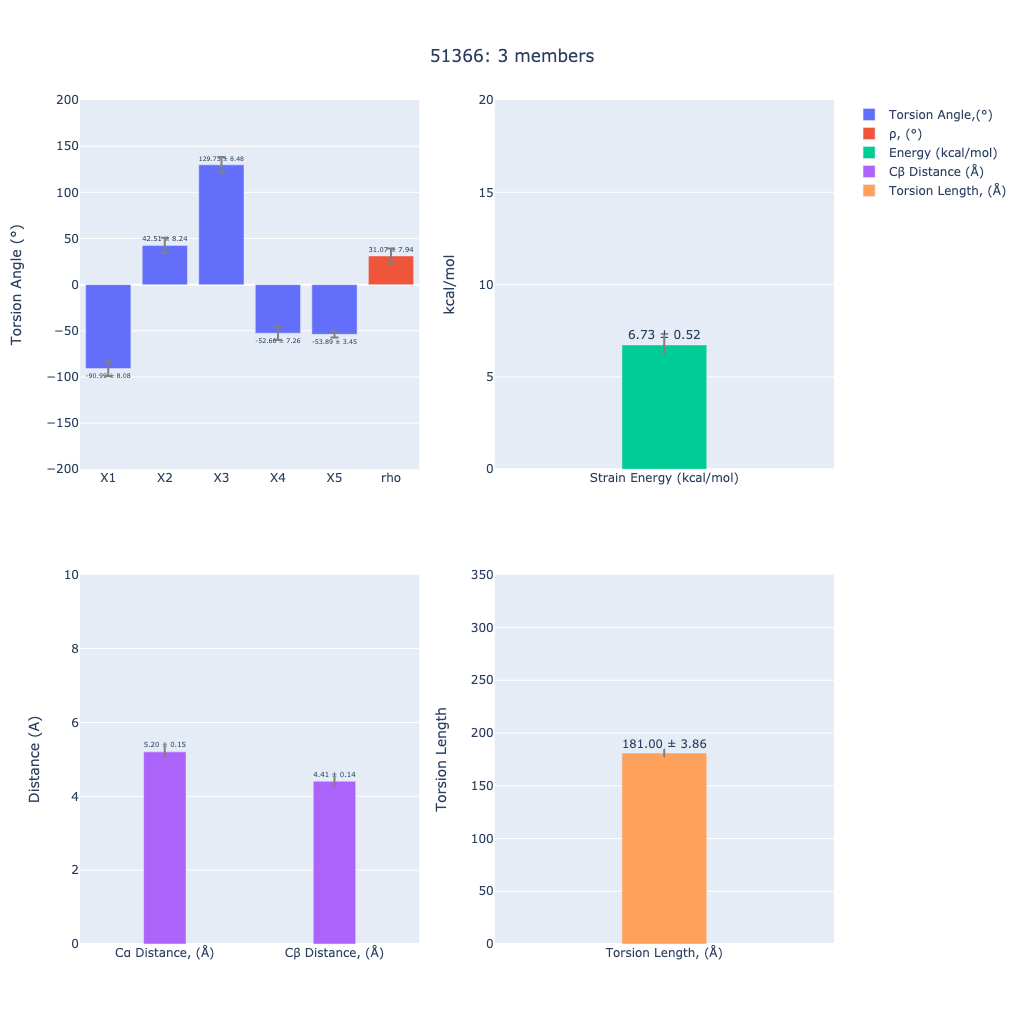 51366: 3 members
200
150
100
50
0
−50
−100
−150
−200
Torsion Angle (°)
-90.99 ± 8.08
42.51 ± 8.24
129.73 ± 8.48
-52.66 ± 7.26
-53.89 ± 3.45
31.07 ± 7.94
X1 X2 X3 X4 X5 rho
20
15
10
5
0
kcal/mol
6.73 ± 0.52
Strain Energy (kcal/mol)
Torsion Angle,(°)
ρ, (°)
Energy (kcal/mol)
Cβ Distance (Å)
Torsion Length, (Å)
10
8
6
4
2
0
Distance (A)
5.20 ± 0.15
4.41 ± 0.14
Cα Distance, (Å) Cβ Distance, (Å)
350
300
250
200
150
100
50
0
Torsion Length
181.00 ± 3.86
Torsion Length, (Å)